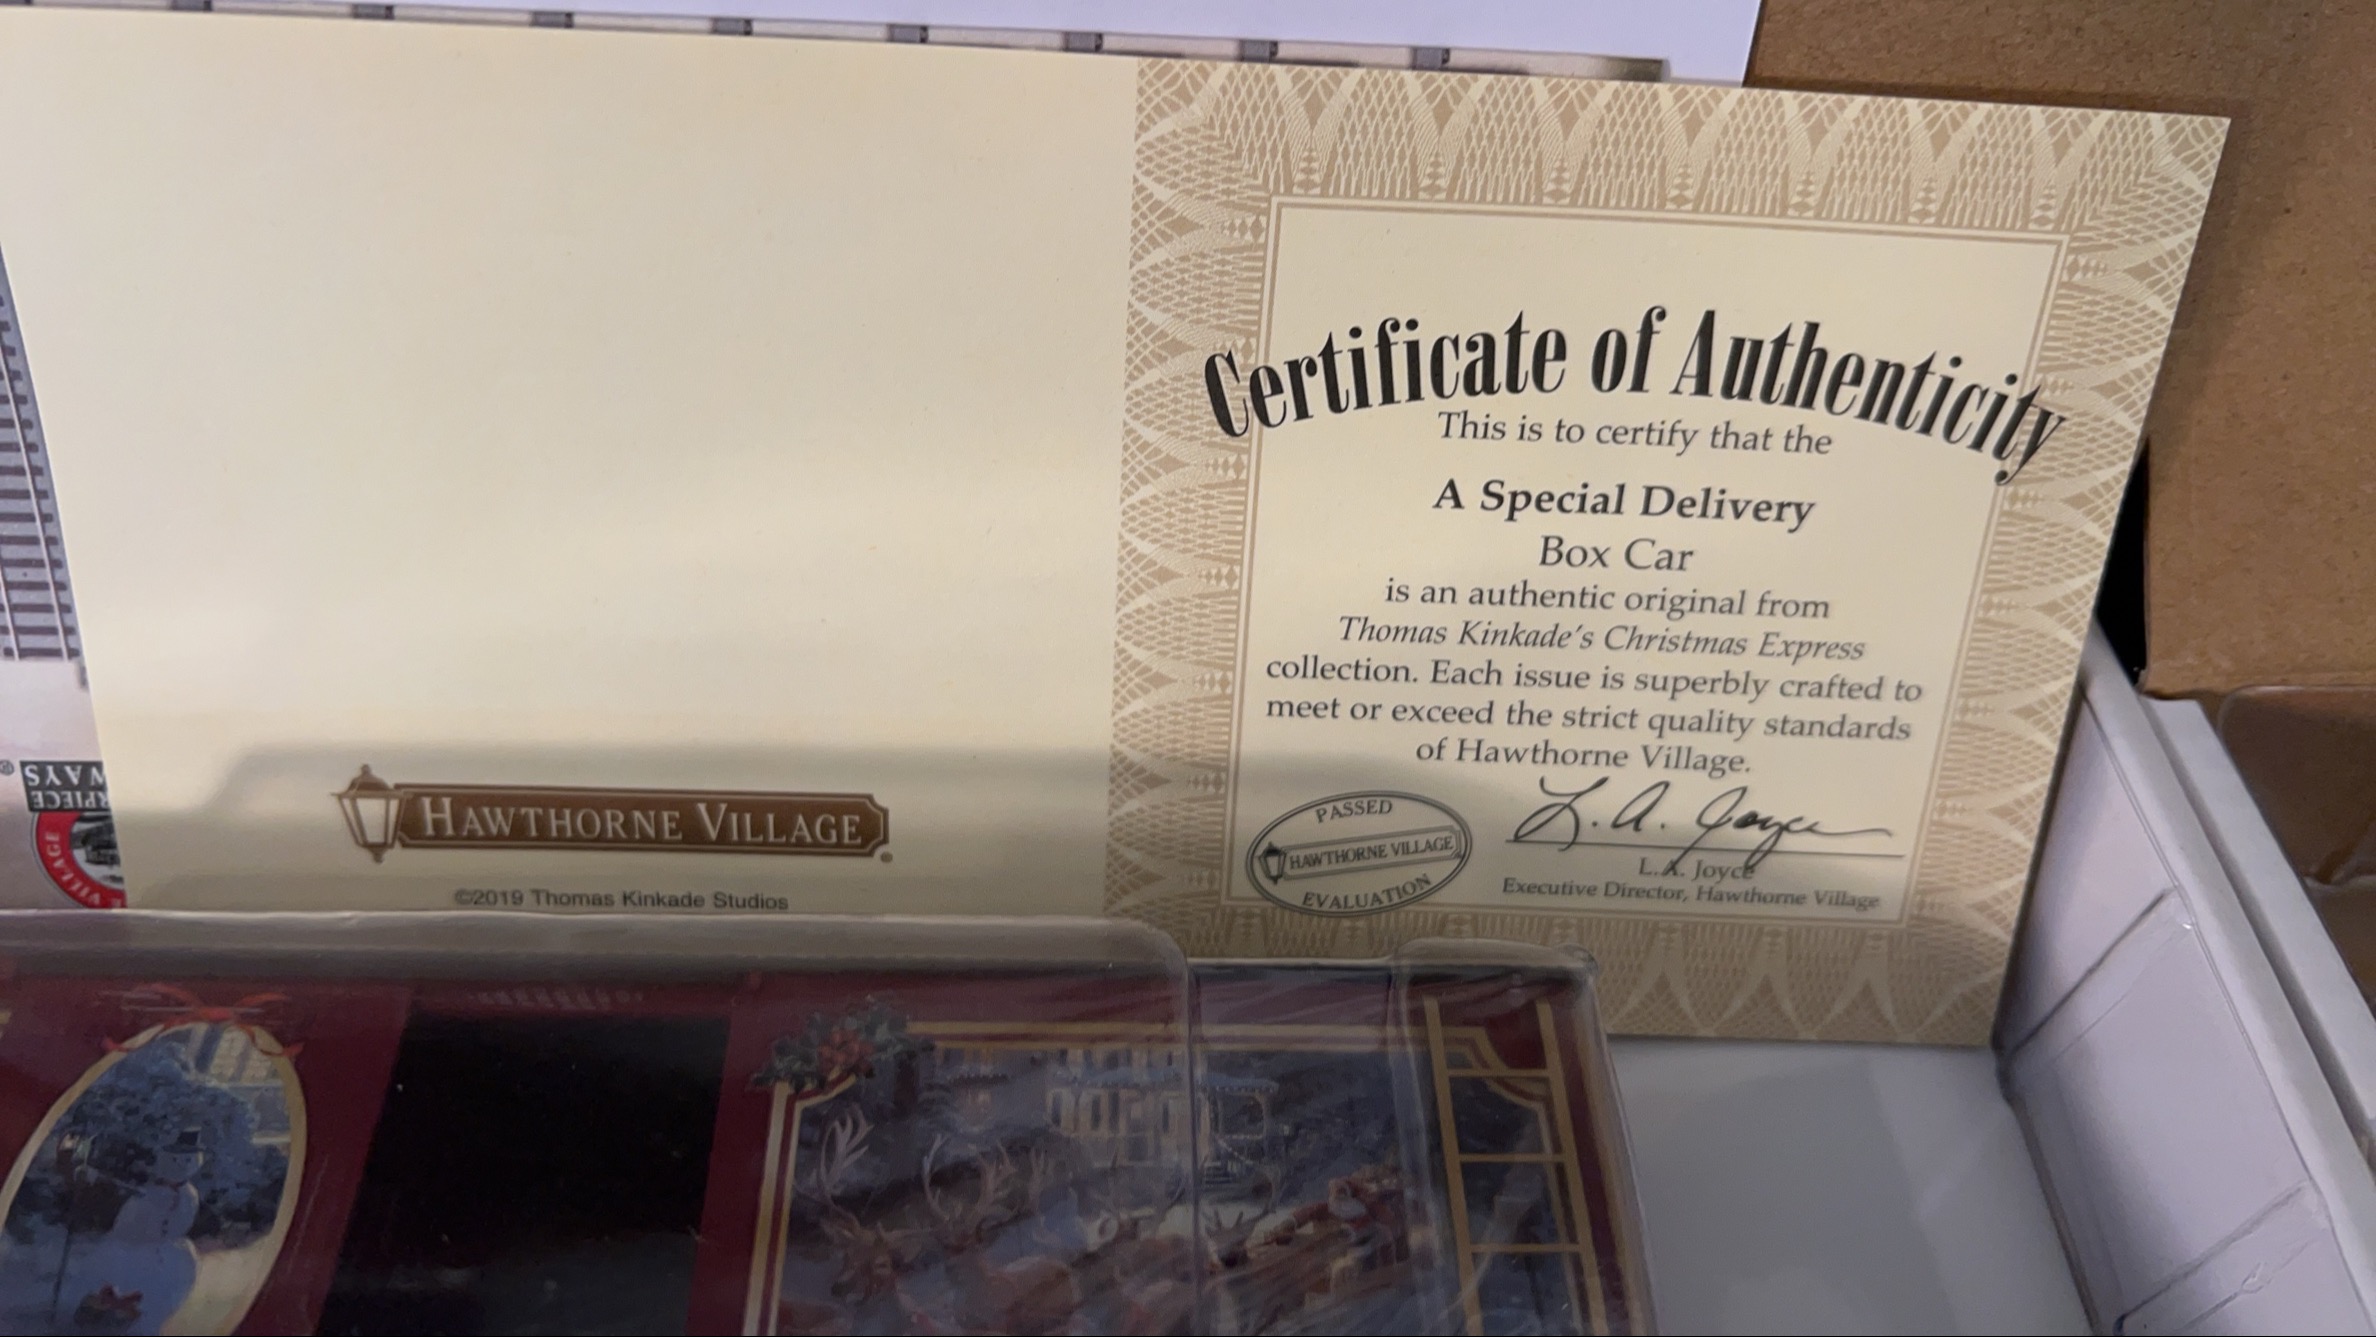 Certificate of Authenticity
This is to certify that the
A Special Delivery
Box Car
is an authentic original from
Thomas Kinkade's Christmas Express
collection. Each issue is superbly crafted to
meet or exceed the strict quality standards
of Hawthorne Village.
PASSED
HAWTHORNE VILLAGE
EVALUATION
L. A. Joyce
L.A. Joyce
Executive Director, Hawthorne Village
HAWTHORNE VILLAGE
©2019 Thomas Kinkade Studios
VILLAGE